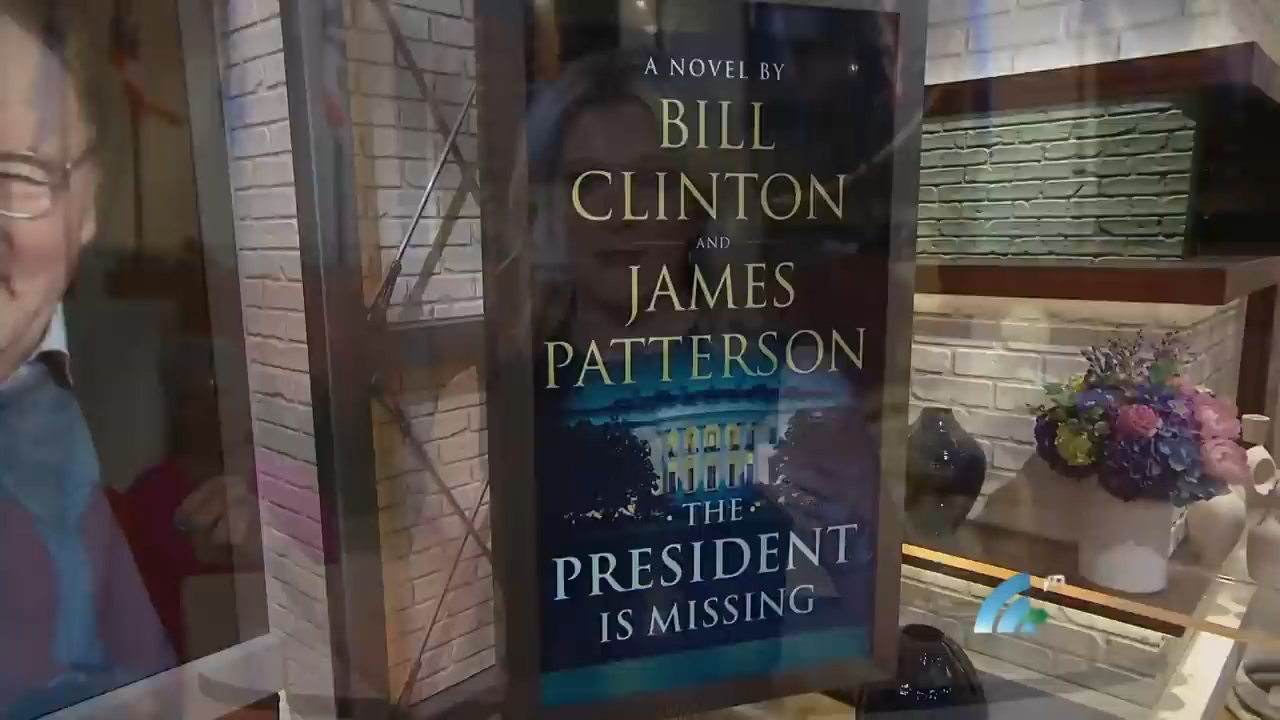 A NOVEL BY
BILL
CLINTON
AND
JAMES
PATTERSON
· THE ·
PRESIDENT
IS MISSING